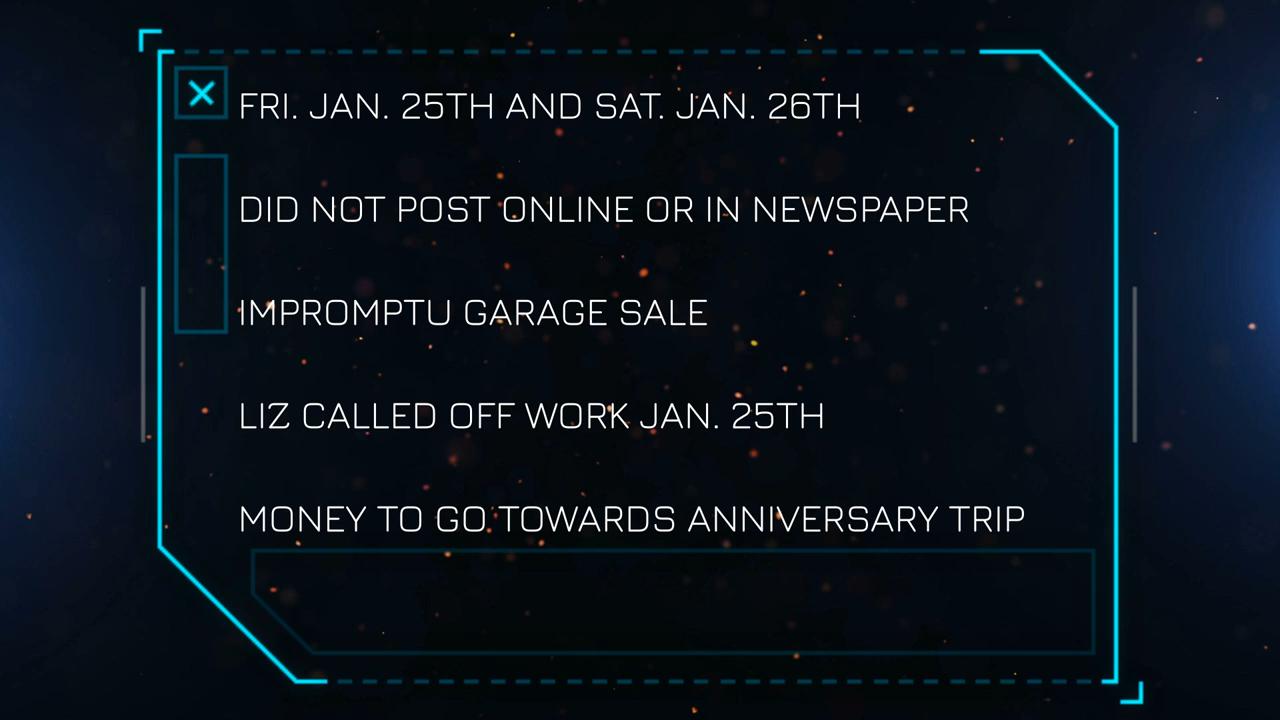 FRI. JAN. 25TH AND SAT. JAN. 26TH
DID NOT POST ONLINE OR IN NEWSPAPER
IMPROMPTU GARAGE SALE
LIZ CALLED OFF WORK JAN. 25TH
MONEY TO GO TOWARDS ANNIVERSARY TRIP